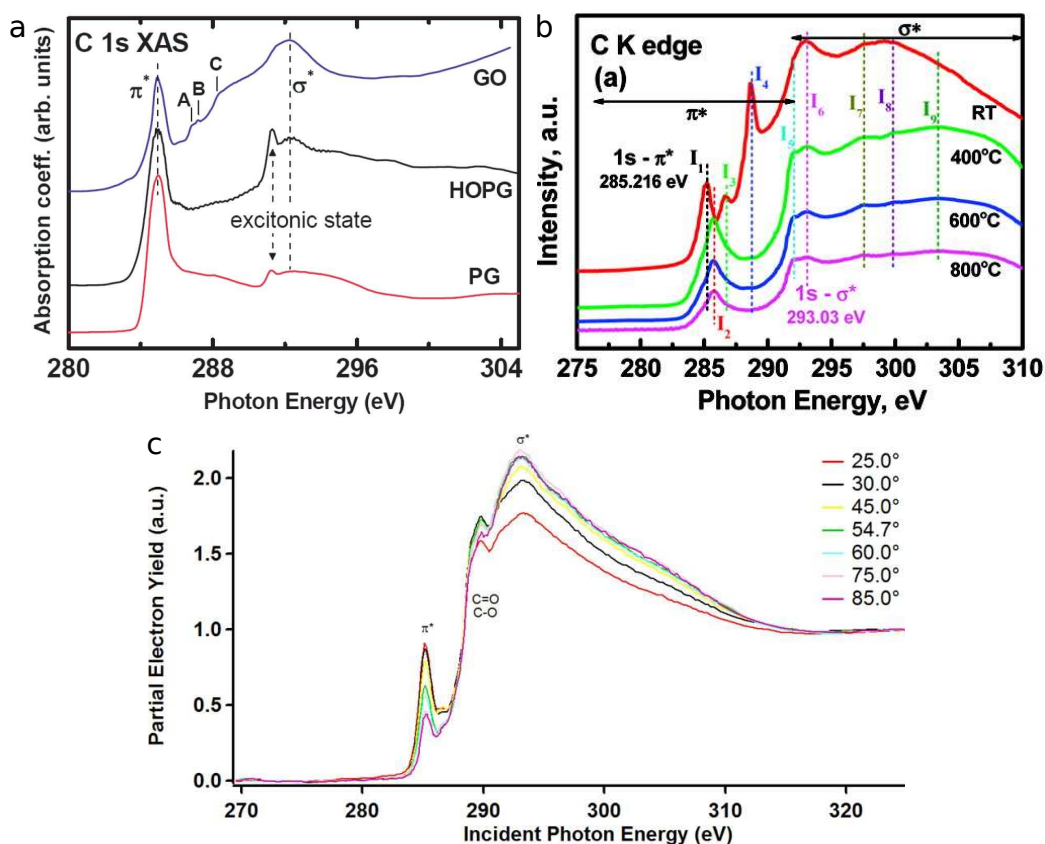 a
C 1s XAS
GO
π*
A
B
C
σ*
HOPG
excitonic state
PG
Absorption coeff. (arb. units)
280
288
296
304
Photon Energy (eV)
b
C K edge
(a)
σ*
π*
I4
I6
I7
I8
I9
RT
1s - π*
I1
285.216 eV
I3
I5
400°C
600°C
800°C
1s - σ*
293.03 eV
I2
Intensity, a.u.
275 280 285 290 295 300 305 310
Photon Energy, eV
c
σ*
π*
C=O
C-O
25.0°
30.0°
45.0°
54.7°
60.0°
75.0°
85.0°
2.0
1.5
1.0
0.5
0.0
Partial Electron Yield (a.u.)
270
290
300
310
320
Incident Photon Energy (eV)